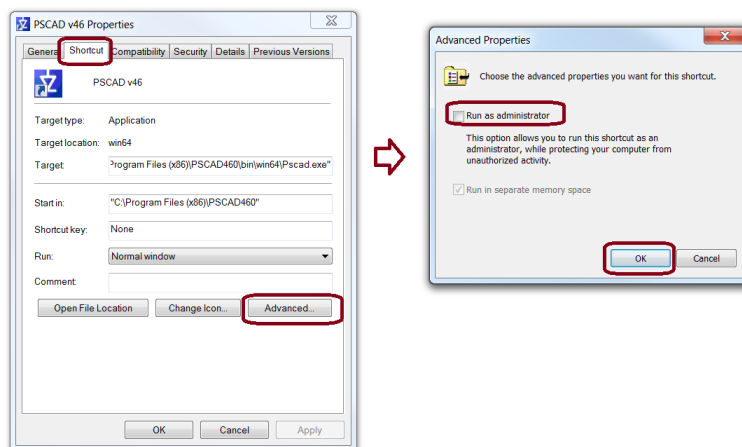 PSCAD v46 Properties
General Shortcut Compatibility Security Details Previous Versions
PSCAD v46
Target type: Application
Target location: win64
Target: Program Files (x86)\PSCAD460\bin\win64\Pscad.exe"
Start in: "C:\Program Files (x86)\PSCAD460"
Shortcut key: None
Run: Normal window
Comment:
Open File Location Change Icon... Advanced...
OK Cancel Apply
Advanced Properties
Choose the advanced properties you want for this shortcut.
Run as administrator
This option allows you to run this shortcut as an
administrator, while protecting your computer from
unauthorized activity.
Run in separate memory space
OK Cancel